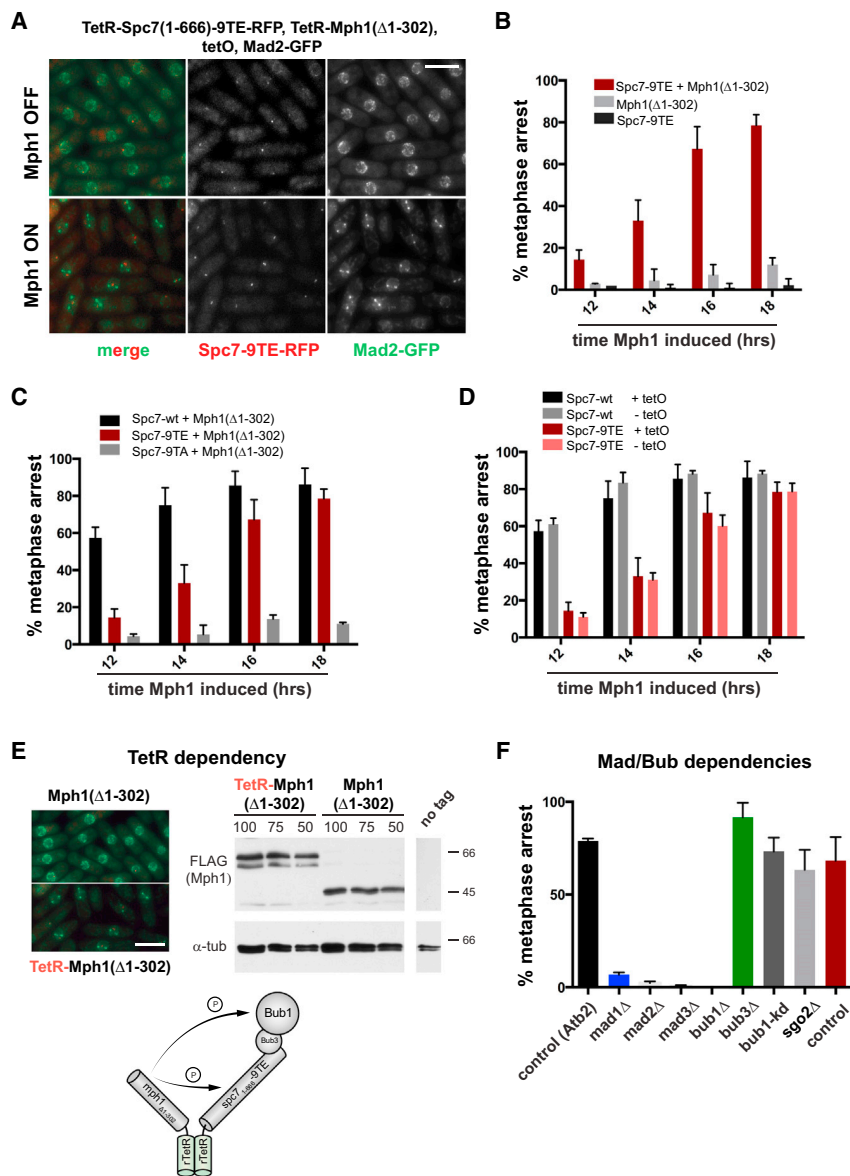 A
TetR-Spc7(1-666)-9TE-RFP, TetR-Mph1(Δ1-302),
tetO, Mad2-GFP
Mph1 OFF
Mph1 ON
merge
Spc7-9TE-RFP
Mad2-GFP
B
Spc7-9TE + Mph1(Δ1-302)
Mph1(Δ1-302)
Spc7-9TE
% metaphase arrest
100
80
60
40
20
0
12
14
16
18
time Mph1 induced (hrs)
C
Spc7-wt + Mph1(Δ1-302)
Spc7-9TE + Mph1(Δ1-302)
Spc7-9TA + Mph1(Δ1-302)
% metaphase arrest
100
80
60
40
20
0
12
14
16
18
time Mph1 induced (hrs)
D
Spc7-wt + tetO
Spc7-wt - tetO
Spc7-9TE + tetO
Spc7-9TE - tetO
% metaphase arrest
100
80
60
40
20
0
12
14
16
18
time Mph1 induced (hrs)
E
TetR dependency
Mph1(Δ1-302)
TetR-Mph1(Δ1-302)
TetR-Mph1
(Δ1-302)
Mph1
(Δ1-302)
no tag
100 75 50 100 75 50
FLAG
(Mph1)
66
45
α-tub
66
P
P
Bub1
Bub3
mph1 Δ1-302
spc7 1-666 -9TE
rTetR
rTetR
F
Mad/Bub dependencies
% metaphase arrest
100
50
0
control (Atb2)
mad1Δ
mad2Δ
mad3Δ
bub1Δ
bub3Δ
bub1-kd
sgo2Δ
control